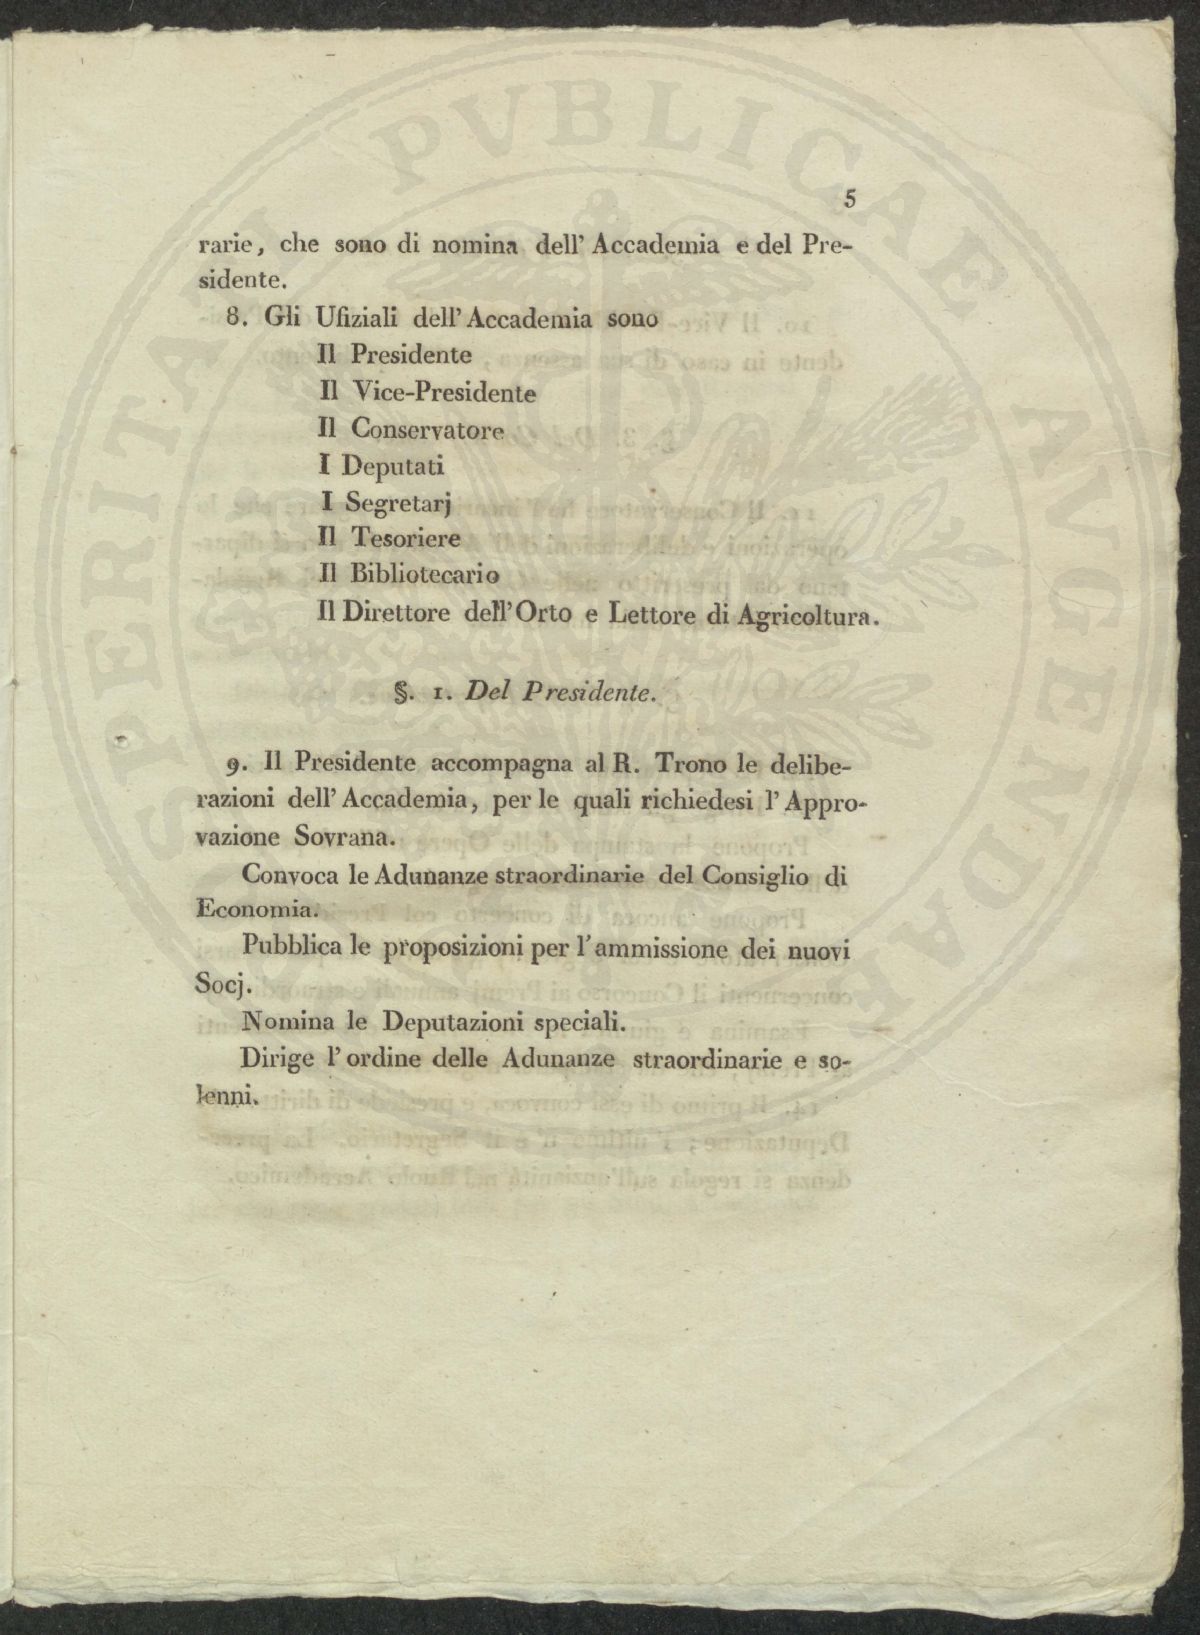 5
rarie, che sono di nomina dell' Accademia e del Pre-
sidente.
8. Gli Ufiziali dell' Accademia sono
Il Presidente
Il Vice-Presidente
Il Conservatore
I Deputati
I Segretarj
Il Tesoriere
Il Bibliotecario
Il Direttore dell' Orto e Lettore di Agricoltura.
§. 1. Del Presidente.
9. Il Presidente accompagna al R. Trono le delibe-
razioni dell' Accademia, per le quali richiedesi l' Appro-
vazione Sovrana.
Convoca le Adunanze straordinarie del Consiglio di
Economia.
Pubblica le proposizioni per l' ammissione dei nuovi
Socj.
Nomina le Deputazioni speciali.
Dirige l' ordine delle Adunanze straordinarie e so-
lenni.
PROSPERITATI PVBLICAE AVGENDAE